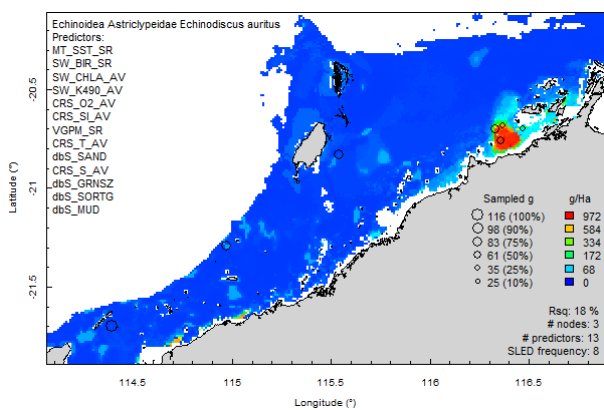 Echinoidea Astriclypeidae Echinodiscus auritus
Predictors:
MT_SST_SR
SW_BIR_SR
SW_CHLA_AV
SW_K490_AV
CRS_O2_AV
CRS_SI_AV
VGPM_SR
CRS_T_AV
dbS_SAND
CRS_S_AV
dbS_GRNSZ
dbS_SORTG
dbS_MUD
Latitude (°)
-20.5
-21
-21.5
Sampled g
116 (100%)
98 (90%)
83 (75%)
61 (50%)
35 (25%)
25 (10%)
g/Ha
972
584
334
172
68
0
Rsq: 18 %
# nodes: 3
# predictors: 13
SLED frequency: 8
114.5 115 115.5 116 116.5
Longitude (°)